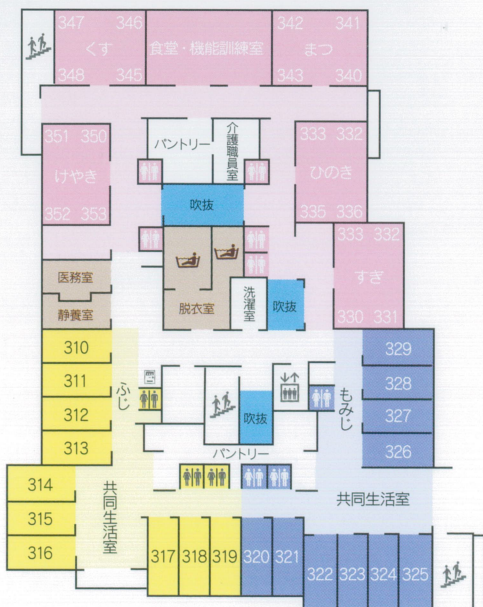 347 346
くす
348 345
食堂・機能訓練室
342 341
まつ
343 340
351 350
けやき
352 353
パントリー
介護職員室
333 332
ひのき
335 336
吹抜
333 332
すぎ
330 331
医務室
静養室
脱衣室
洗濯室
吹抜
310
311
312
313
ふじ
吹抜
もみじ
329
328
327
326
パントリー
314
315
316
共同生活室
共同生活室
317 318 319 320 321
322 323 324 325